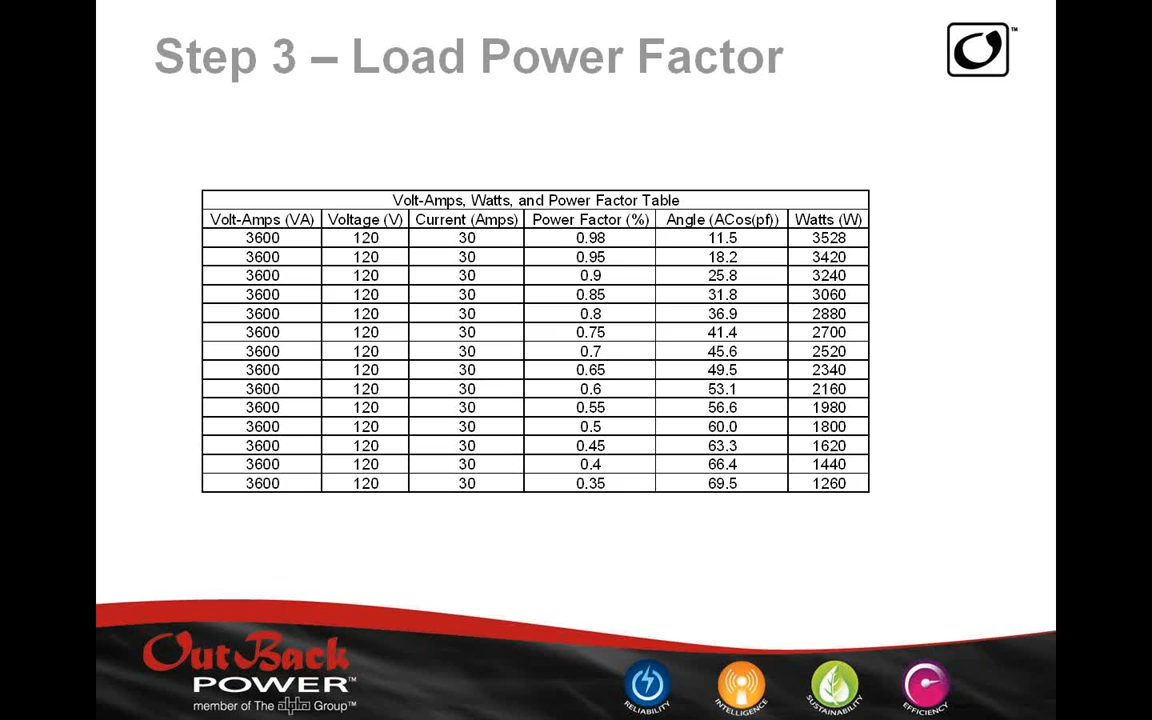 Step 3 – Load Power Factor
™
Volt-Amps, Watts, and Power Factor Table
Volt-Amps (VA) Voltage (V) Current (Amps) Power Factor (%) Angle (ACos(pf)) Watts (W)
3600 120 30 0.98 11.5 3528
3600 120 30 0.95 18.2 3420
3600 120 30 0.9 25.8 3240
3600 120 30 0.85 31.8 3060
3600 120 30 0.8 36.9 2880
3600 120 30 0.75 41.4 2700
3600 120 30 0.7 45.6 2520
3600 120 30 0.65 49.5 2340
3600 120 30 0.6 53.1 2160
3600 120 30 0.55 56.6 1980
3600 120 30 0.5 60.0 1800
3600 120 30 0.45 63.3 1620
3600 120 30 0.4 66.4 1440
3600 120 30 0.35 69.5 1260
OutBack
POWER™
member of The alpha Group™
RELIABILITY
INTELLIGENCE
SUSTAINABILITY
EFFICIENCY